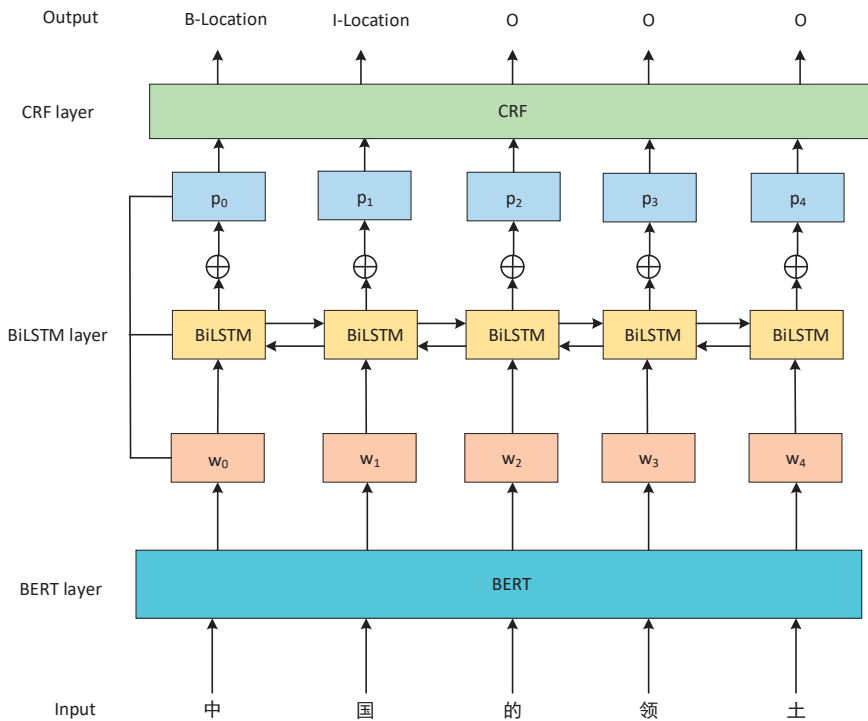 Output B-Location I-Location O O O
CRF layer CRF
p₀ p₁ p₂ p₃ p₄
BiLSTM layer BiLSTM BiLSTM BiLSTM BiLSTM BiLSTM
w₀ w₁ w₂ w₃ w₄
BERT layer BERT
Input 中 国 的 领 土